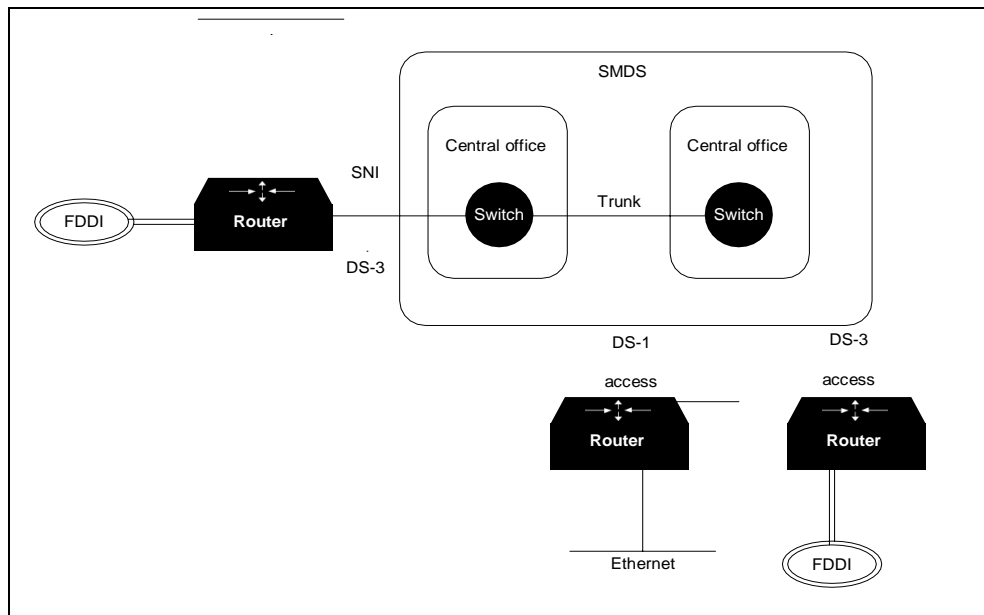 SMDS
Central office
Central office
SNI
Switch
Trunk
Switch
FDDI
Router
DS-3
DS-1
DS-3
access
access
Router
Router
Ethernet
FDDI